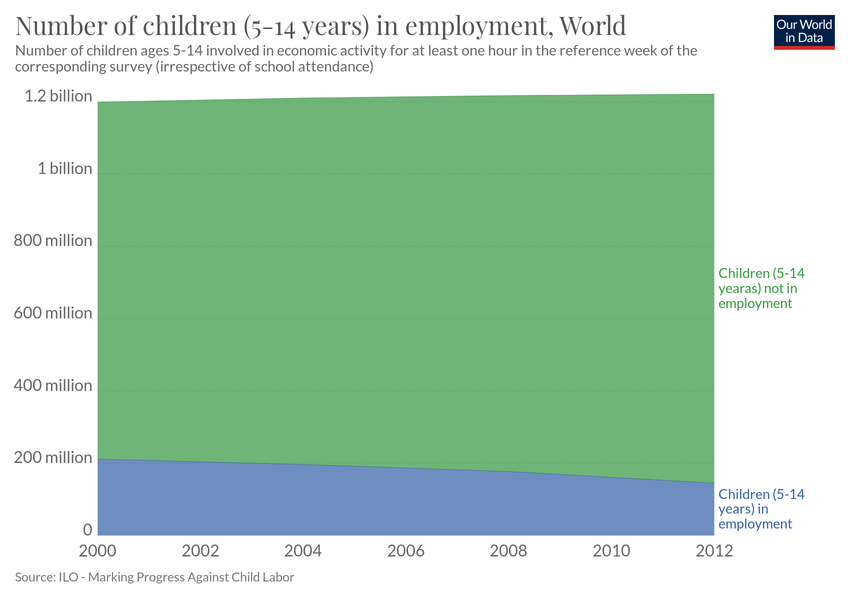 Number of children (5-14 years) in employment, World
Our World
in Data
Number of children ages 5-14 involved in economic activity for at least one hour in the reference week of the
corresponding survey (irrespective of school attendance)
1.2 billion
1 billion
800 million
600 million
400 million
200 million
0
Children (5-14
yearas) not in
employment
Children (5-14
years) in
employment
2000
2002
2004
2006
2008
2010
2012
Source: ILO - Marking Progress Against Child Labor